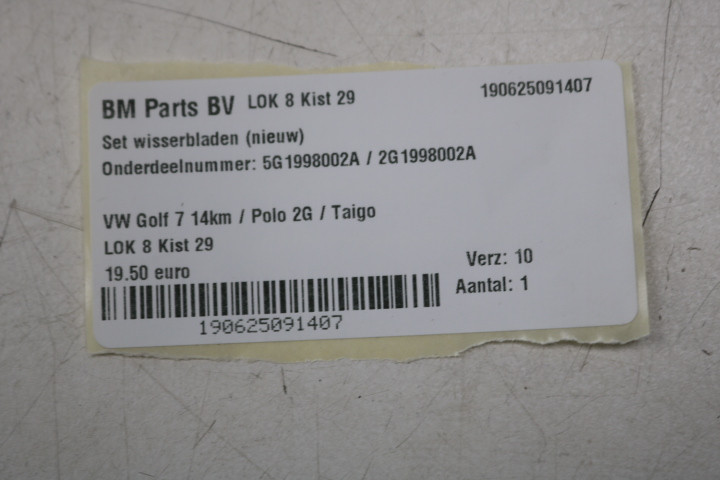 BM Parts BV LOK 8 Kist 29 190625091407
Set wisserbladen (nieuw)
Onderdeelnummer: 5G1998002A / 2G1998002A
VW Golf 7 14km / Polo 2G / Taigo
LOK 8 Kist 29
19.50 euro
Verz: 10
Aantal: 1
190625091407